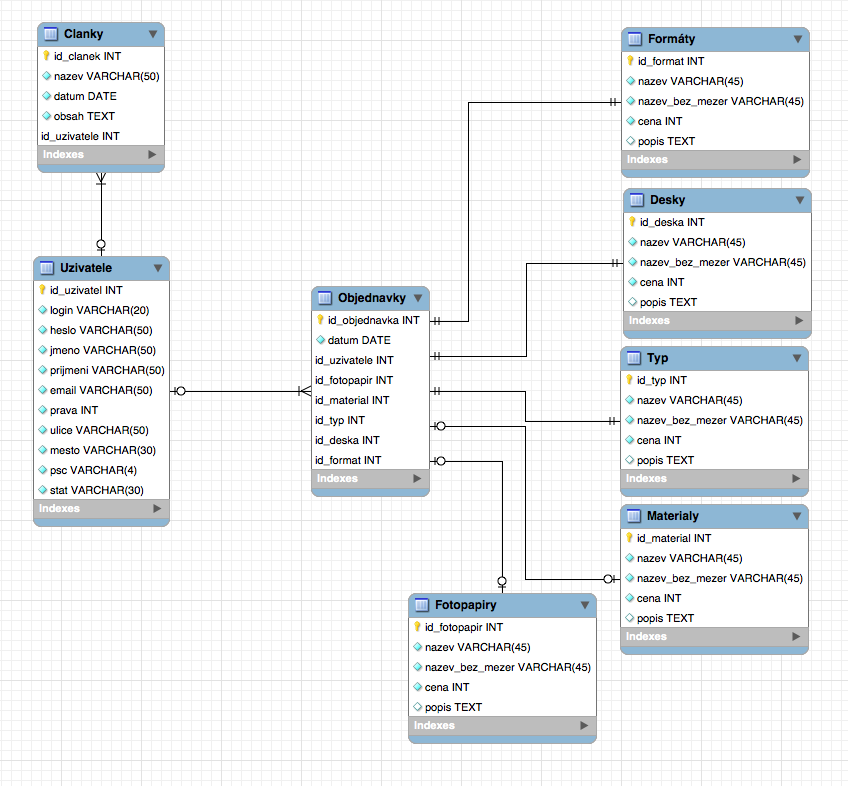 Clanky
id_clanek INT
nazev VARCHAR(50)
datum DATE
obsah TEXT
id_uzivatele INT
Indexes
Uzivatele
id_uzivatel INT
login VARCHAR(20)
heslo VARCHAR(50)
jmeno VARCHAR(50)
prijmeni VARCHAR(50)
email VARCHAR(50)
prava INT
ulice VARCHAR(50)
mesto VARCHAR(30)
psc VARCHAR(4)
stat VARCHAR(30)
Indexes
Objednavky
id_objednavka INT
datum DATE
id_uzivatele INT
id_fotopapir INT
id_material INT
id_typ INT
id_deska INT
id_format INT
Indexes
Formáty
id_format INT
nazev VARCHAR(45)
nazev_bez_mezer VARCHAR(45)
cena INT
popis TEXT
Indexes
Desky
id_deska INT
nazev VARCHAR(45)
nazev_bez_mezer VARCHAR(45)
cena INT
popis TEXT
Indexes
Typ
id_typ INT
nazev VARCHAR(45)
nazev_bez_mezer VARCHAR(45)
cena INT
popis TEXT
Indexes
Materialy
id_material INT
nazev VARCHAR(45)
nazev_bez_mezer VARCHAR(45)
cena INT
popis TEXT
Indexes
Fotopapiry
id_fotopapir INT
nazev VARCHAR(45)
nazev_bez_mezer VARCHAR(45)
cena INT
popis TEXT
Indexes